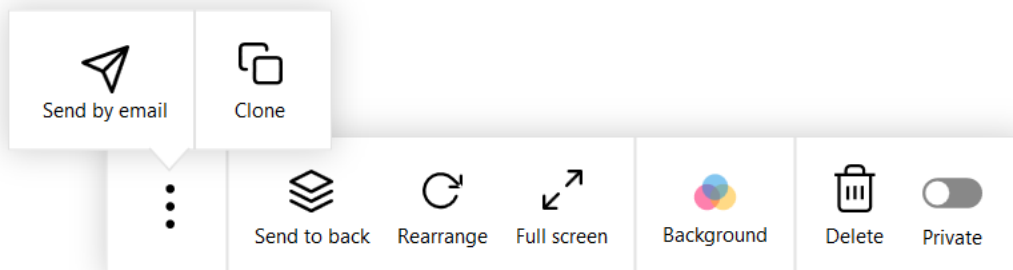 Send by email
Clone
Send to back
Rearrange
Full screen
Background
Delete
Private